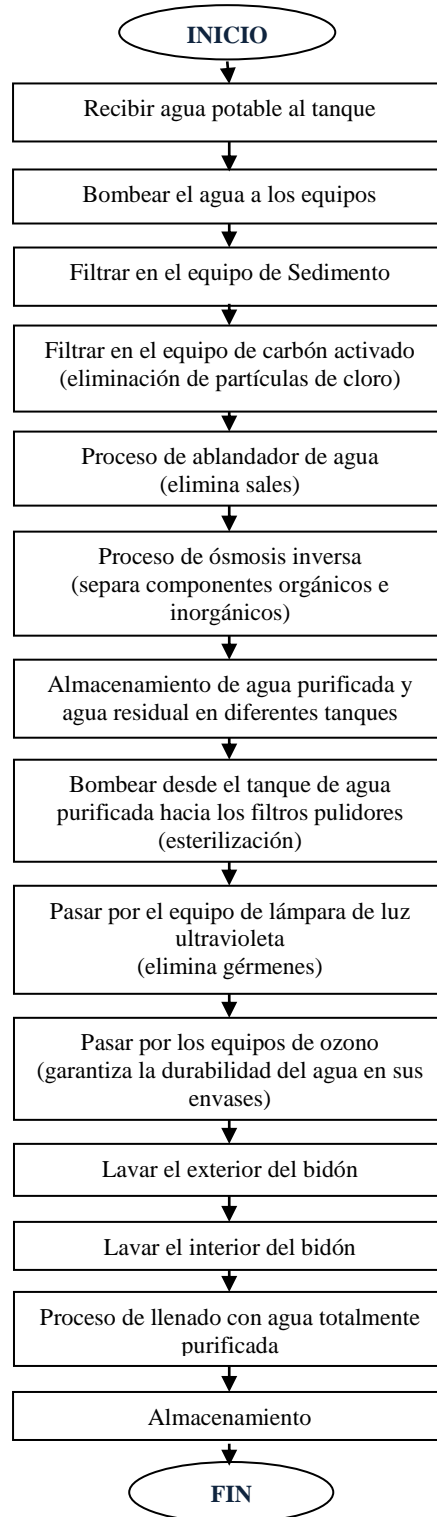 INICIO
Recibir agua potable al tanque
Bombear el agua a los equipos
Filtrar en el equipo de Sedimento
Filtrar en el equipo de carbón activado
(eliminación de partículas de cloro)
Proceso de ablandador de agua
(elimina sales)
Proceso de ósmosis inversa
(separa componentes orgánicos e
inorgánicos)
Almacenamiento de agua purificada y
agua residual en diferentes tanques
Bombear desde el tanque de agua
purificada hacia los filtros pulidores
(esterilización)
Pasar por el equipo de lámpara de luz
ultravioleta
(elimina gérmenes)
Pasar por los equipos de ozono
(garantiza la durabilidad del agua en sus
envases)
Lavar el exterior del bidón
Lavar el interior del bidón
Proceso de llenado con agua totalmente
purificada
Almacenamiento
FIN